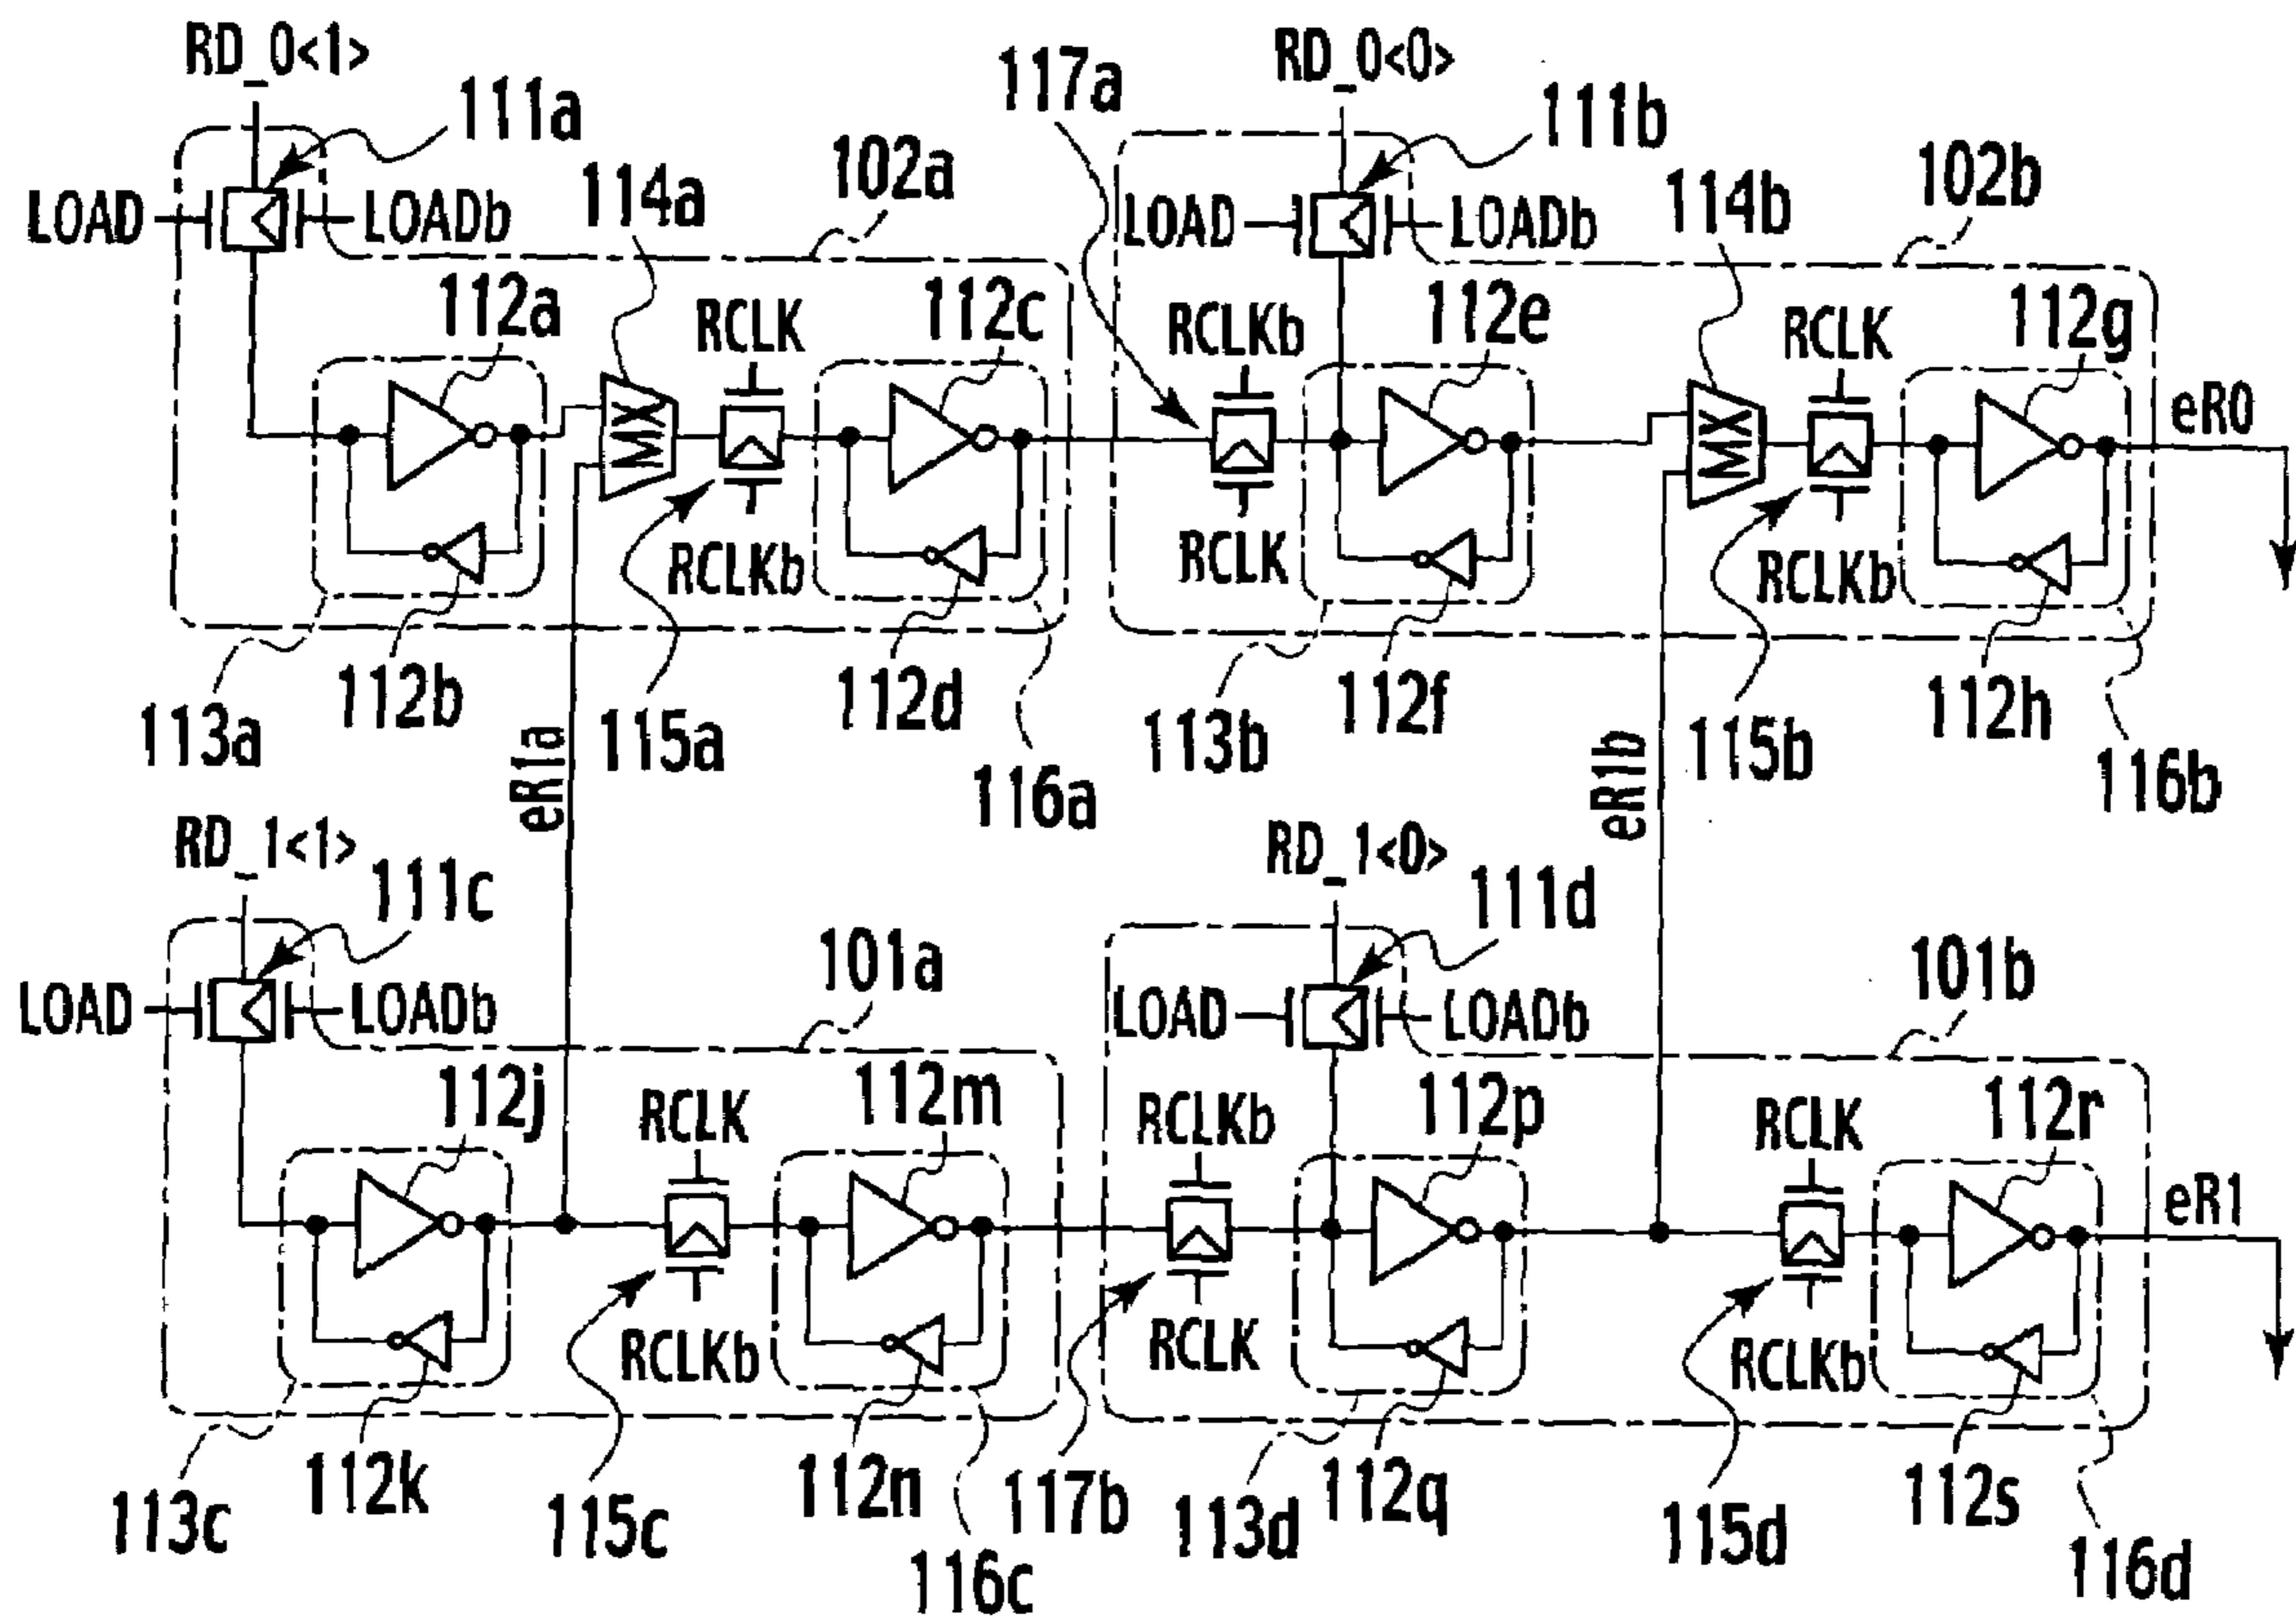 RD_0<1>
111a
LOAD
LOADb
114a
102a
117a
RD_0<0>
111b
LOAD
LOADb
114b
102b
112a
RCLK
112c
RCLKb
112e
RCLK
112g
eR0
MX
MX
RCLKb
RCLK
RCLKb
113a
112b
eR1a
115a
112d
116a
113b
112f
eR1b
115b
112h
116b
RD_1<1>
111c
LOAD
LOADb
101a
RD_1<0>
111d
LOAD
LOADb
101b
112j
RCLK
112m
RCLKb
112p
RCLK
112r
eR1
RCLKb
RCLK
RCLKb
113c
112k
115c
112n
116c
117b
113d
112q
115d
112s
116d